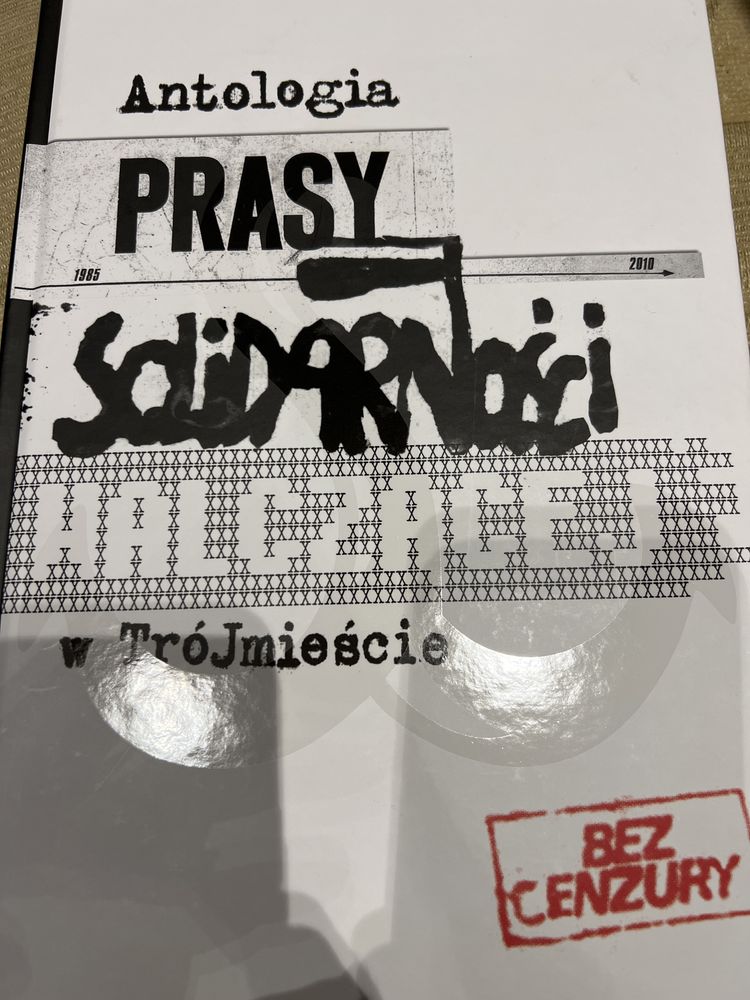 Antologia
PRASY
1985 2010
SOLiDARNOŚCi
WALCZĄCEJ
w TróJmieście
BEZ
CENZURY